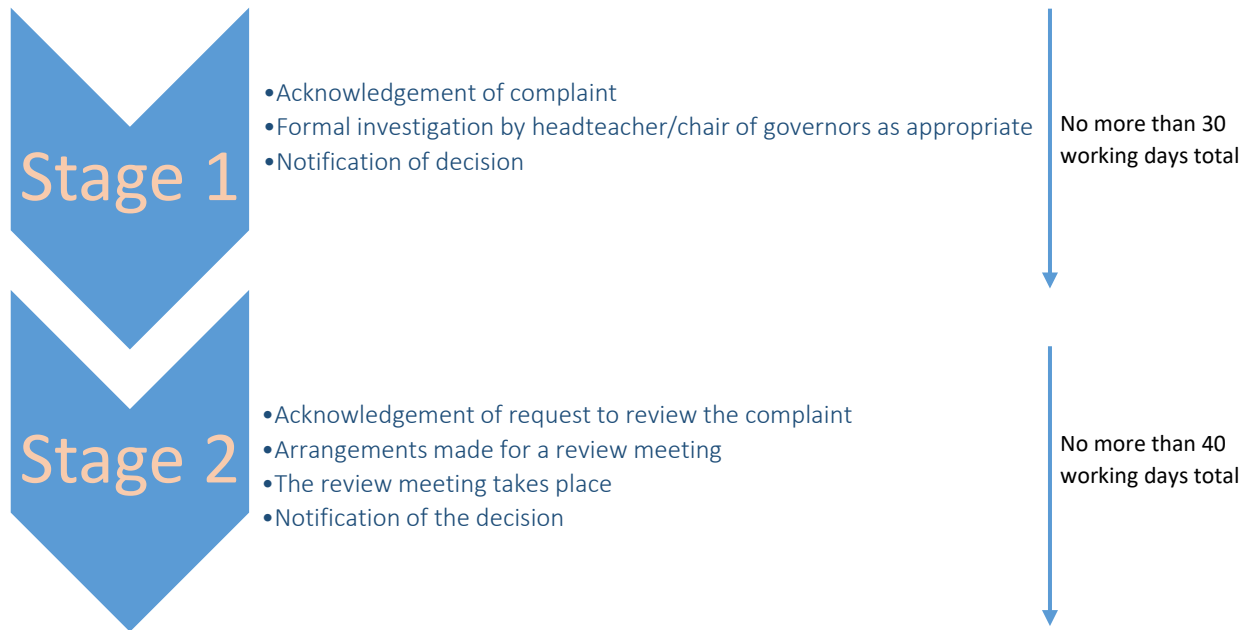 Stage 1
•Acknowledgement of complaint
•Formal investigation by headteacher/chair of governors as appropriate
•Notification of decision
No more than 30
working days total
Stage 2
•Acknowledgement of request to review the complaint
•Arrangements made for a review meeting
•The review meeting takes place
•Notification of the decision
No more than 40
working days total